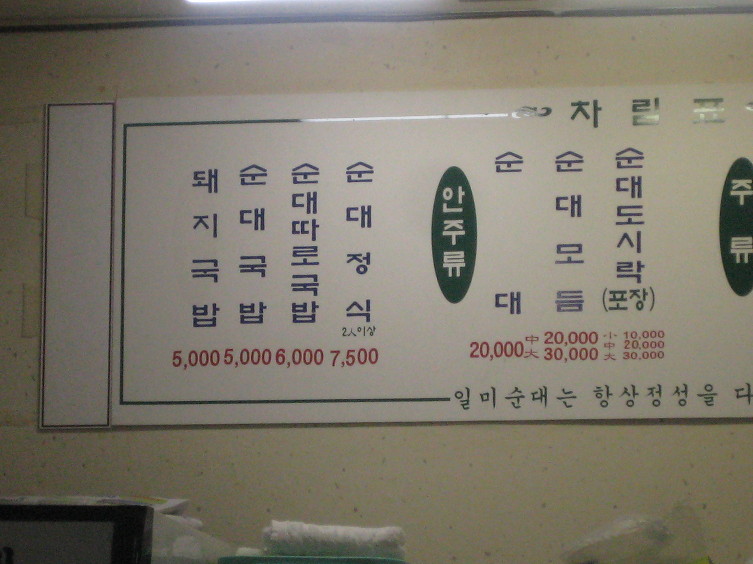 차림표
돼지국밥 5,000
순대국밥 5,000
순대따로국밥 6,000
순대정식 2人이상 7,500
안주류
순대 20,000
순대모듬 中 20,000
大 30,000
순대도시락(포장) 小 10,000
中 20,000
大 30,000
주류
일미순대는 항상정성을 다